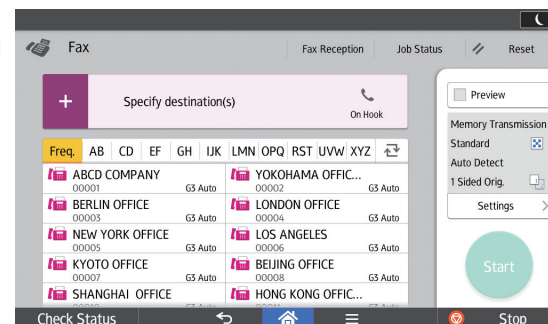 Fax
Fax Reception
Job Status
Reset
+
Specify destination(s)
On Hook
Freq. AB CD EF GH IJK LMN OPQ RST UVW XYZ
ABCD COMPANY
00001 G3 Auto
YOKOHAMA OFFIC...
00002 G3 Auto
BERLIN OFFICE
00003 G3 Auto
LONDON OFFICE
00004 G3 Auto
NEW YORK OFFICE
00005 G3 Auto
LOS ANGELES
00006 G3 Auto
KYOTO OFFICE
00007 G3 Auto
BEIJING OFFICE
00008 G3 Auto
SHANGHAI OFFICE
HONG KONG OFFIC...
Preview
Memory Transmission
Standard
Auto Detect
1 Sided Orig.
Settings
Start
Check Status
Stop